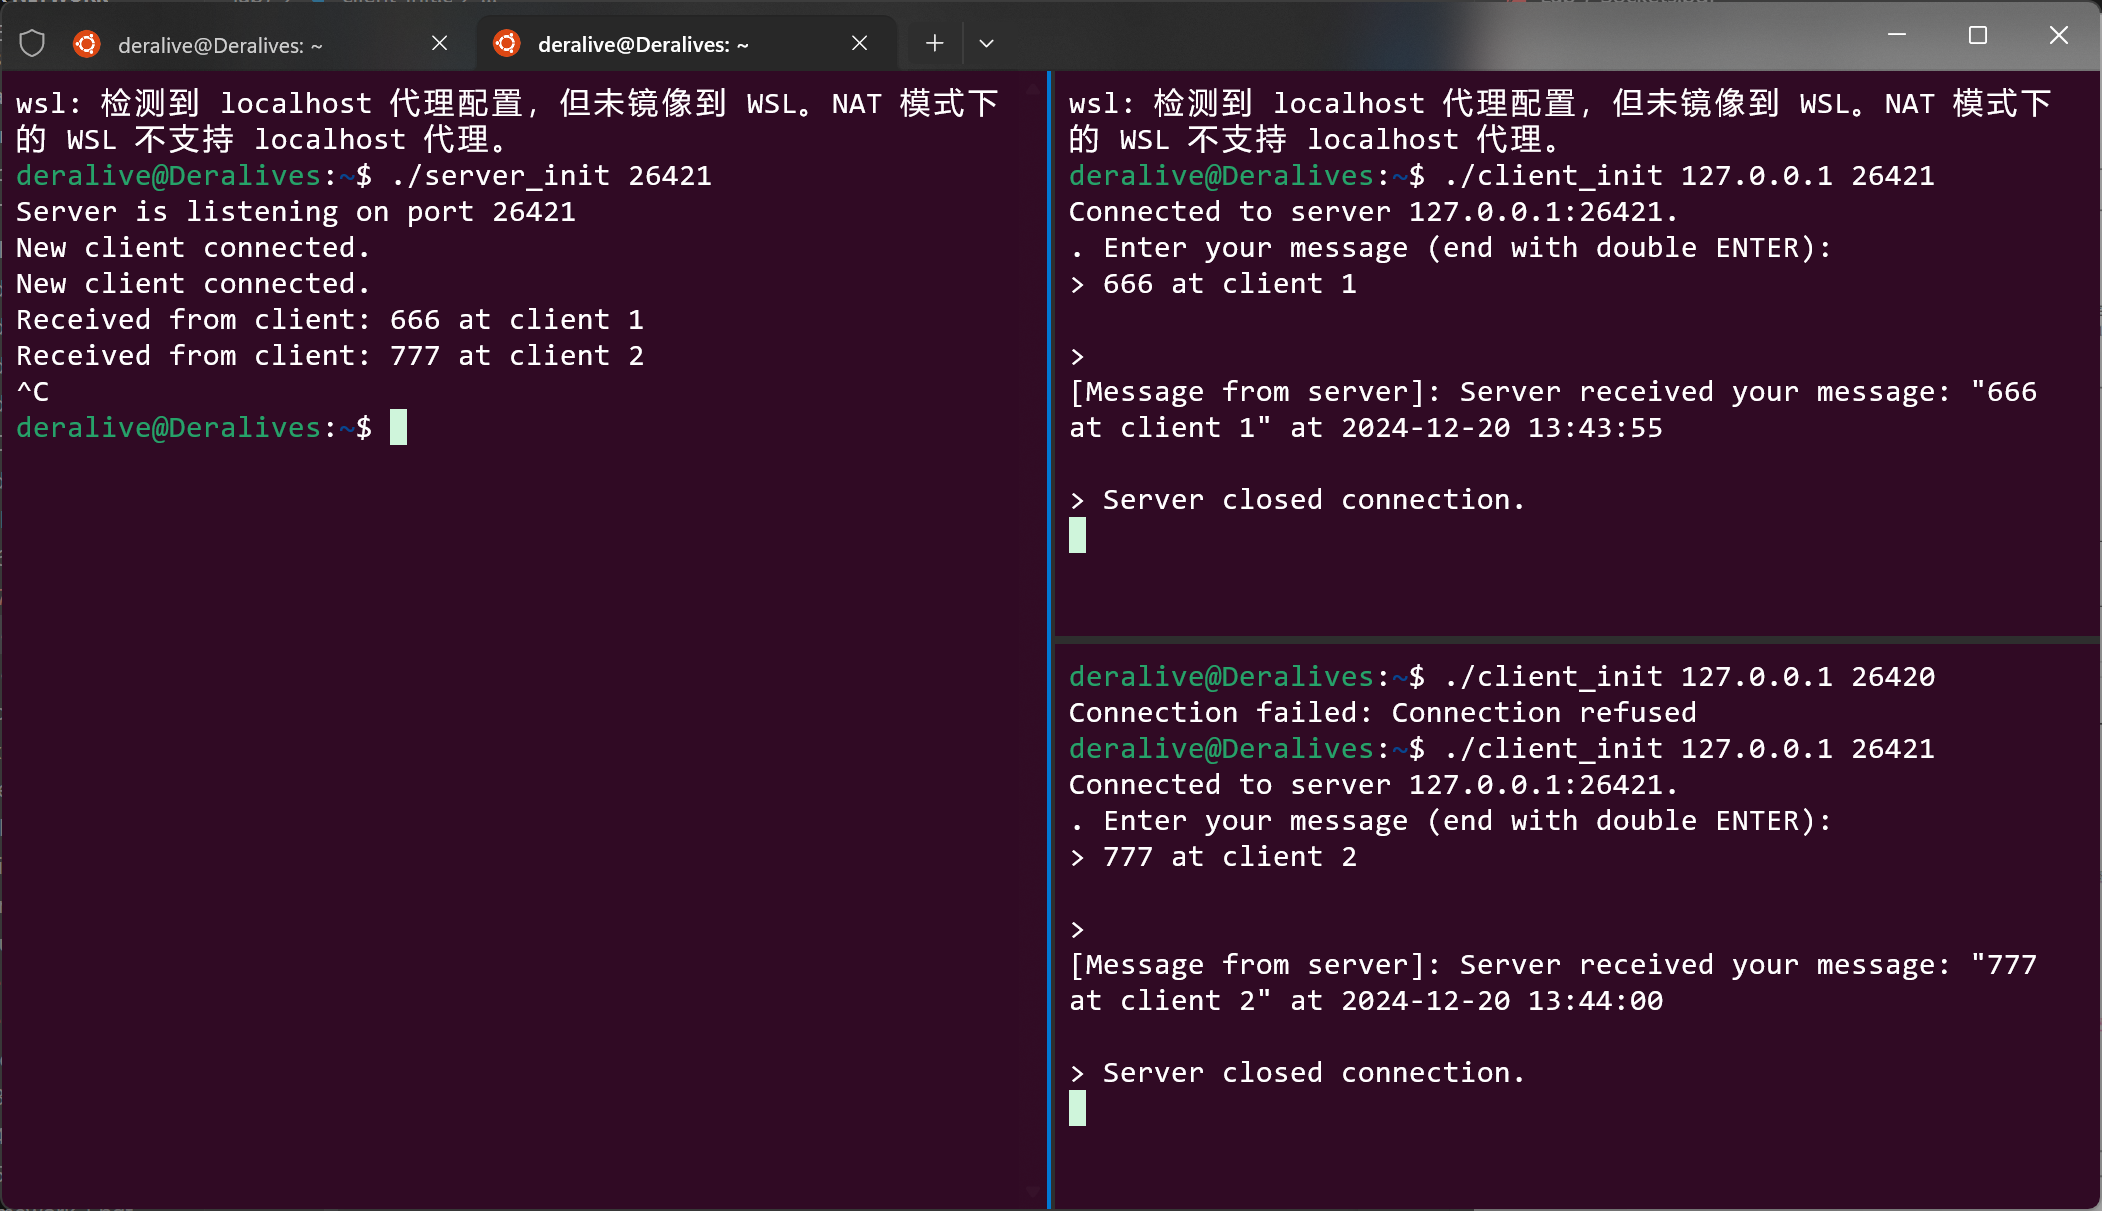 deralive@Deralives: ~
deralive@Deralives: ~
wsl: 检测到 localhost 代理配置，但未镜像到 WSL。NAT 模式下
的 WSL 不支持 localhost 代理。
deralive@Deralives:~$ ./server_init 26421
Server is listening on port 26421
New client connected.
New client connected.
Received from client: 666 at client 1
Received from client: 777 at client 2
^C
deralive@Deralives:~$
wsl: 检测到 localhost 代理配置，但未镜像到 WSL。NAT 模式下
的 WSL 不支持 localhost 代理。
deralive@Deralives:~$ ./client_init 127.0.0.1 26421
Connected to server 127.0.0.1:26421.
. Enter your message (end with double ENTER):
> 666 at client 1
>
[Message from server]: Server received your message: "666
at client 1" at 2024-12-20 13:43:55
> Server closed connection.
deralive@Deralives:~$ ./client_init 127.0.0.1 26420
Connection failed: Connection refused
deralive@Deralives:~$ ./client_init 127.0.0.1 26421
Connected to server 127.0.0.1:26421.
. Enter your message (end with double ENTER):
> 777 at client 2
>
[Message from server]: Server received your message: "777
at client 2" at 2024-12-20 13:44:00
> Server closed connection.